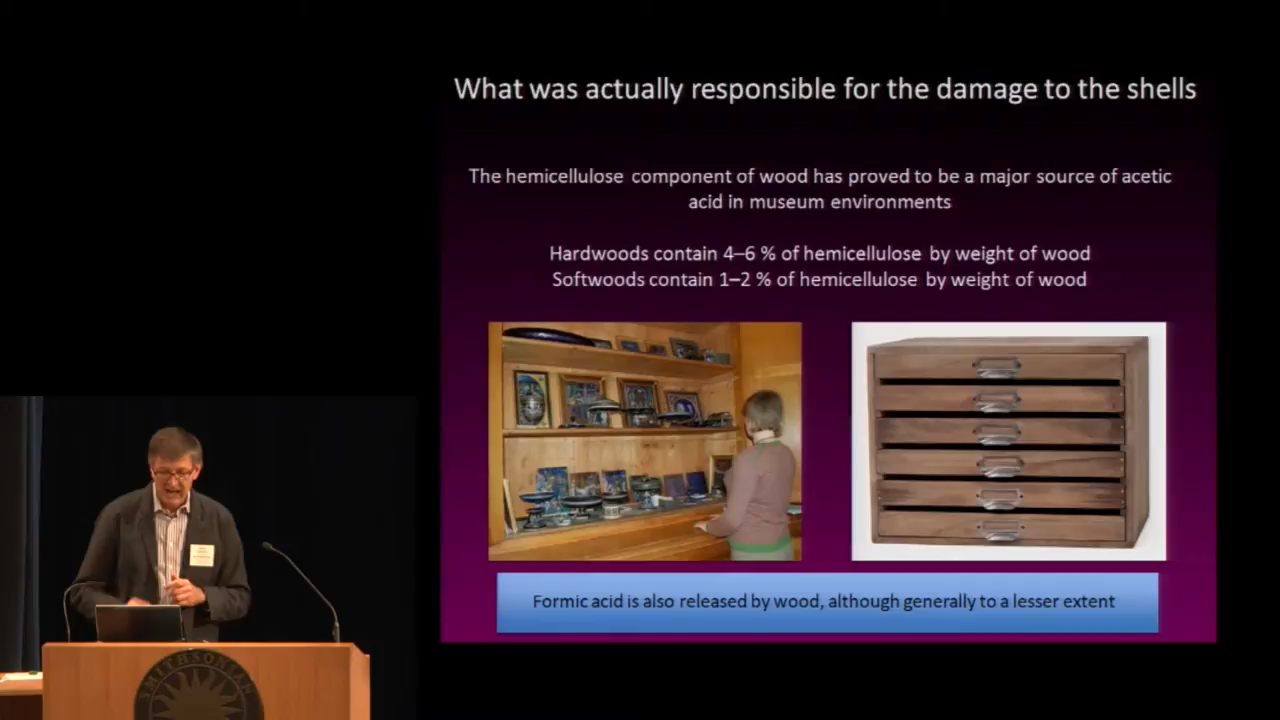 What was actually responsible for the damage to the shells
The hemicellulose component of wood has proved to be a major source of acetic
acid in museum environments
Hardwoods contain 4–6 % of hemicellulose by weight of wood
Softwoods contain 1–2 % of hemicellulose by weight of wood
Formic acid is also released by wood, although generally to a lesser extent
SMITHSONIAN